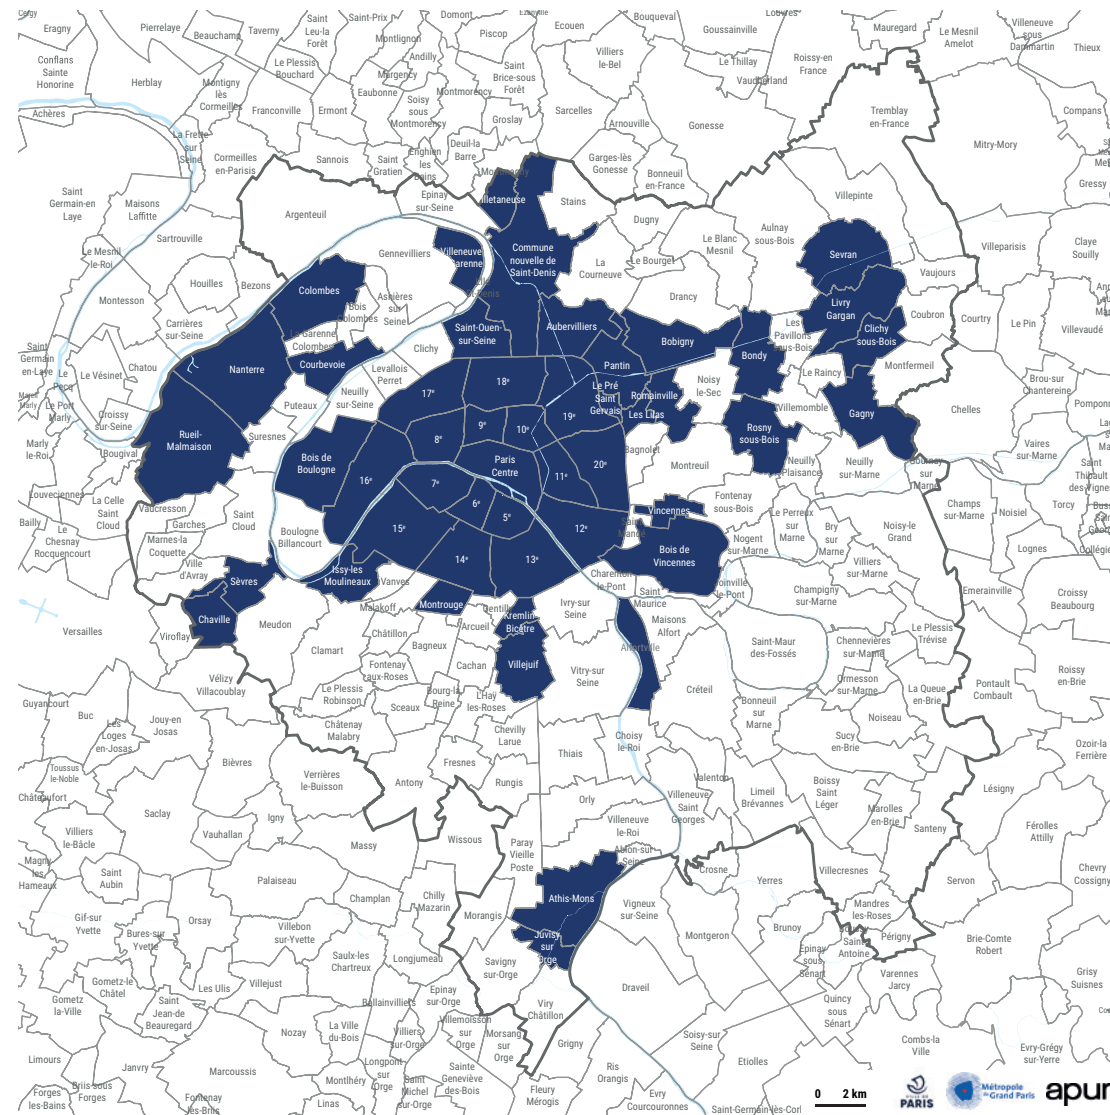 Eragny
Pierrelaye
Beauchamp
Taverny
Saint
Leu-la
Forêt
Saint-Prix
Montlignon
Domont
Piscop
Ezanville
Ecouen
Bouqueval
Goussainville
Louvres
Mauregard
Le Mesnil
Amelot
Villeneuve
sous
Dammartin
Thieux
Conflans
Sainte
Honorine
Herblay
Montigny
lès
Cormeilles
Le Plessis
Bouchard
Andilly
Margency
Eaubonne
Montmorency
Saint
Brice-sous
Forêt
Villiers
le-Bel
Le Thillay
Vaudherland
Roissy-en
France
Achères
Franconville
Ermont
Soisy
sous
Montmorency
Groslay
Sarcelles
Arnouville
Gonesse
Tremblay
en-France
Compans
Mitry-Mory
La Frette
sur
Seine
Cormeilles
en-Parisis
Sannois
Saint
Gratien
Enghien
les
Bains
Deuil-la
Barre
Garges-lès
Gonesse
Bonneuil
en-France
Gressy
Saint
Germain-en
Laye
Maisons
Laffitte
Argenteuil
Epinay
sur-Seine
Villetaneuse
Stains
Dugny
Villepinte
Sartrouville
Le Mesnil
le-Roi
Houilles
Bezons
Gennevilliers
Villeneuve
Garenne
Commune
nouvelle de
Saint-Denis
La
Courneuve
Le Bourget
Le Blanc
Mesnil
Aulnay
sous-Bois
Sevran
Villeparisis
Claye
Souilly
Vaujours
Montesson
Carrières
sur-Seine
Colombes
Bois
Colombes
Asnières
sur
Seine
La Garenne
Colombes
Saint-Ouen-
sur-Seine
Aubervilliers
Drancy
Bobigny
Les
Pavillons
sous-Bois
Livry
Gargan
Clichy
sous-Bois
Coubron
Courtry
Le Pin
Villevaudé
Saint
Germain
en-Laye
Le
Pecq
Le Vésinet
Chatou
Nanterre
Courbevoie
Levallois
Perret
Clichy
Pantin
Bondy
Le Raincy
Montfermeil
Le Port
Marly
Croissy
sur-Seine
Puteaux
Neuilly
sur-Seine
17ᵉ
18ᵉ
19ᵉ
Le Pré
Saint
Gervais
Romainville
Les Lilas
Noisy
le-Sec
Villemomble
Gagny
Chelles
Brou-sur
Chantereine
Marly
le-Roi
Bougival
Rueil-
Malmaison
Suresnes
Bois de
Boulogne
8ᵉ
9ᵉ
10ᵉ
Paris
Centre
11ᵉ
20ᵉ
Bagnolet
Montreuil
Rosny
sous-Bois
Neuilly
Plaisance
Neuilly
sur-Marne
Vaires
sur-Marne
Saint
Thibault
des-Vignes
Louveciennes
La Celle
Saint
Cloud
Vaucresson
Garches
Saint
Cloud
16ᵉ
7ᵉ
6ᵉ
5ᵉ
15ᵉ
12ᵉ
Vincennes
Fontenay
sous-Bois
Le Perreux
sur
Marne
Bry
sur
Marne
Noisy-le
Grand
Champs
sur-Marne
Noisiel
Torcy
Bailly
Le
Chesnay
Rocquencourt
Marnes-la
Coquette
Ville
d'Avray
Boulogne
Billancourt
Sèvres
Issy-les
Moulineaux
Vanves
14ᵉ
13ᵉ
Bois de
Vincennes
Nogent
sur-Marne
Joinville
le-Pont
Charenton
le-Pont
Saint
Maurice
Champigny
sur-Marne
Villiers
sur-Marne
Lognes
Emerainville
Croissy
Beaubourg
Versailles
Viroflay
Chaville
Meudon
Malakoff
Montrouge
Gentilly
Kremlin
Bicêtre
Ivry-sur
Seine
Maisons
Alfort
Alfortville
Saint-Maur
des-Fossés
Chennevières
sur-Marne
Le Plessis
Trévise
Clamart
Châtillon
Bagneux
Arcueil
Cachan
Villejuif
Vitry-sur
Seine
Créteil
Ormesson
sur-Marne
La Queue
en-Brie
Pontault
Combault
Roissy
en-Brie
Vélizy
Villacoublay
Fontenay
aux-Roses
Le Plessis
Robinson
Sceaux
Bourg-la
Reine
L'Haÿ
les-Roses
Bonneuil
sur
Marne
Sucy
en-Brie
Noiseau
Guyancourt
Buc
Les
Loges
en-Josas
Jouy-en
Josas
Châtenay
Malabry
Chevilly
Larue
Thiais
Choisy
le-Roi
Ozoir-la
Ferrière
Toussus
le-Noble
Châteaufort
Bièvres
Verrières
le-Buisson
Antony
Fresnes
Rungis
Orly
Valenton
Villeneuve
Saint
Georges
Limeil
Brévannes
Boissy
Saint
Léger
Marolles
en-Brie
Santeny
Lésigny
Férolles
Attilly
Saclay
Villiers
le-Bâcle
Vauhallan
Igny
Massy
Wissous
Paray
Vieille
Poste
Villeneuve
le-Roi
Ablon-sur
Seine
Crosne
Yerres
Villecresnes
Servon
Chevry
Cossigny
Magny
les
Hameaux
Saint
Aubin
Palaiseau
Champlan
Chilly
Mazarin
Morangis
Athis-Mons
Vigneux
sur-Seine
Montgeron
Brunoy
Mandres
les-Roses
Périgny
Brie-Comte
Robert
Gif-sur
Yvette
Bures-sur
Yvette
Orsay
Villebon
sur-Yvette
Saulx-les
Chartreux
Longjumeau
Juvisy
sur
Orge
Savigny
sur-Orge
Epinay
sous
Sénart
Boussy
Saint
Antoine
Varennes
Jarcy
Grisy
Suisnes
Gometz
la-Ville
Gometz-le
Châtel
Saint
Jean-de
Beauregard
Les Ulis
Villejust
Ballainvilliers
Epinay
sur-Orge
Viry
Châtillon
Draveil
Quincy
sous
Sénart
Combs-la
Ville
Evry-Grégy
sur-Yerre
Limours
Janvry
Marcoussis
Nozay
La Ville
du-Bois
Villiers
sur-Orge
Villemoisson
sur
Orge
Morsang
sur
Orge
Grigny
Soisy-sur
Seine
Etiolles
Forges
les-Bains
Briis-sous
Forges
Fontenay
les-Briis
Montlhéry
Linas
Longpont
sur
Orge
Saint
Michel
sur-Orge
Sainte
Geneviève
des-Bois
Fleury
Mérogis
Ris
Orangis
Evry
Courcouronnes
Saint-Germain-lès-Corl
0 2 km
VILLE DE
PARIS
Métropole
du Grand Paris
apur